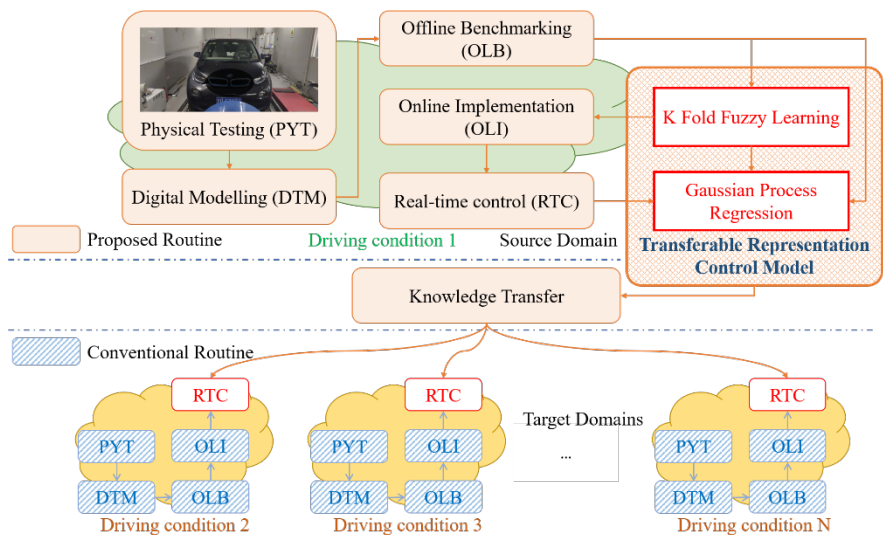 Offline Benchmarking
(OLB)
Physical Testing (PYT)
Online Implementation
(OLI)
K Fold Fuzzy Learning
Digital Modelling (DTM)
Real-time control (RTC)
Gaussian Process
Regression
Proposed Routine
Driving condition 1
Source Domain
Transferable Representation
Control Model
Knowledge Transfer
Conventional Routine
RTC
RTC
RTC
Target Domains
PYT
OLI
PYT
OLI
...
PYT
OLI
DTM
OLB
DTM
OLB
DTM
OLB
Driving condition 2
Driving condition 3
Driving condition N